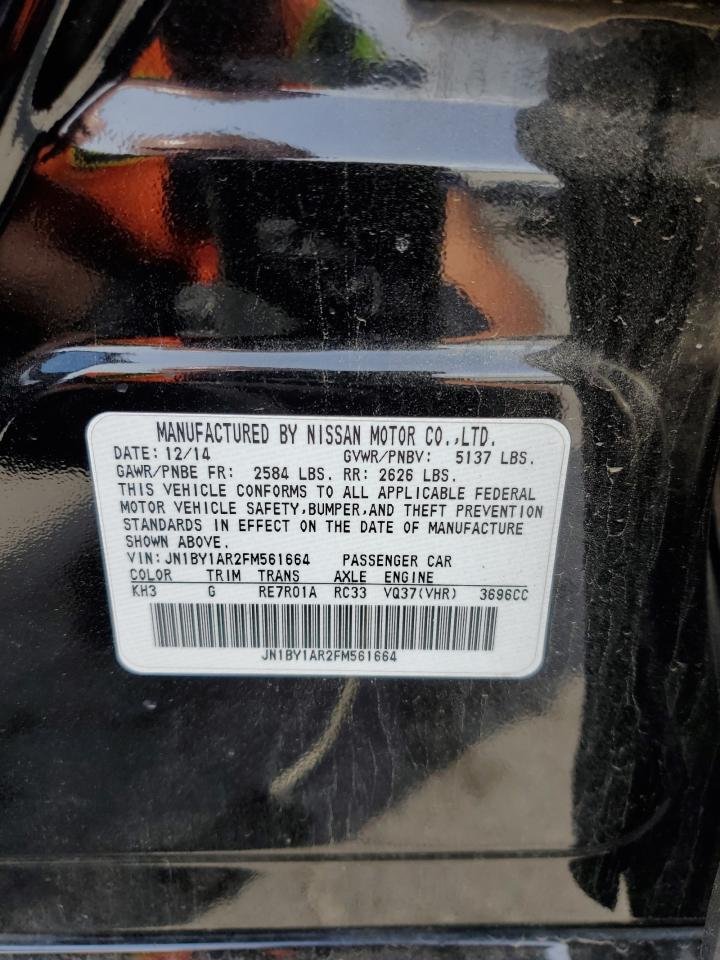 MANUFACTURED BY NISSAN MOTOR CO.,LTD.
DATE: 12/14 GVWR/PNBV: 5137 LBS.
GAWR/PNBE FR: 2584 LBS. RR: 2626 LBS.
THIS VEHICLE CONFORMS TO ALL APPLICABLE FEDERAL
MOTOR VEHICLE SAFETY,BUMPER,AND THEFT PREVENTION
STANDARDS IN EFFECT ON THE DATE OF MANUFACTURE
SHOWN ABOVE.
VIN:JN1BY1AR2FM561664 PASSENGER CAR
COLOR TRIM TRANS AXLE ENGINE
KH3 G RE7R01A RC33 VQ37(VHR) 3696CC
JN1BY1AR2FM561664